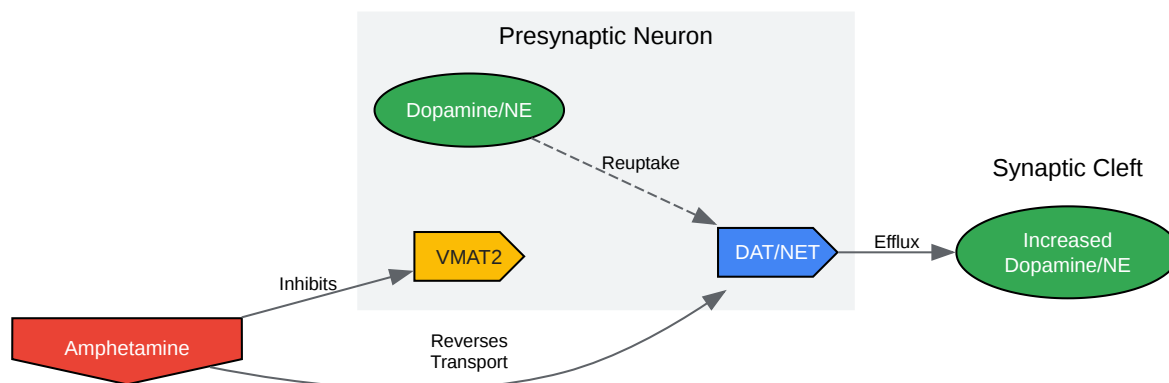 Presynaptic Neuron
Dopamine/NE
Reuptake
Synaptic Cleft
VMAT2
DAT/NET
Efflux
Increased
Dopamine/NE
Inhibits
Amphetamine
Reverses
Transport